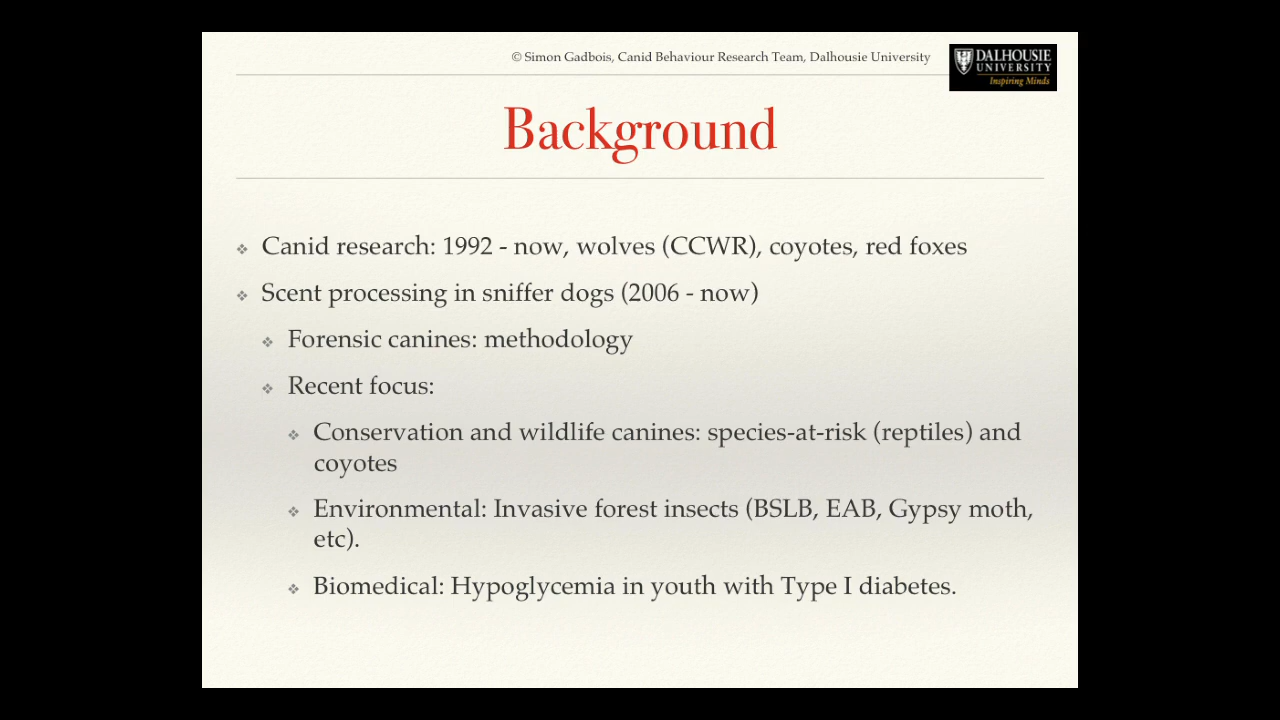 © Simon Gadbois, Canid Behaviour Research Team, Dalhousie University
DALHOUSIE
UNIVERSITY
Inspiring Minds
Background
Canid research: 1992 - now, wolves (CCWR), coyotes, red foxes
Scent processing in sniffer dogs (2006 - now)
Forensic canines: methodology
Recent focus:
Conservation and wildlife canines: species-at-risk (reptiles) and
coyotes
Environmental: Invasive forest insects (BSLB, EAB, Gypsy moth,
etc).
Biomedical: Hypoglycemia in youth with Type I diabetes.